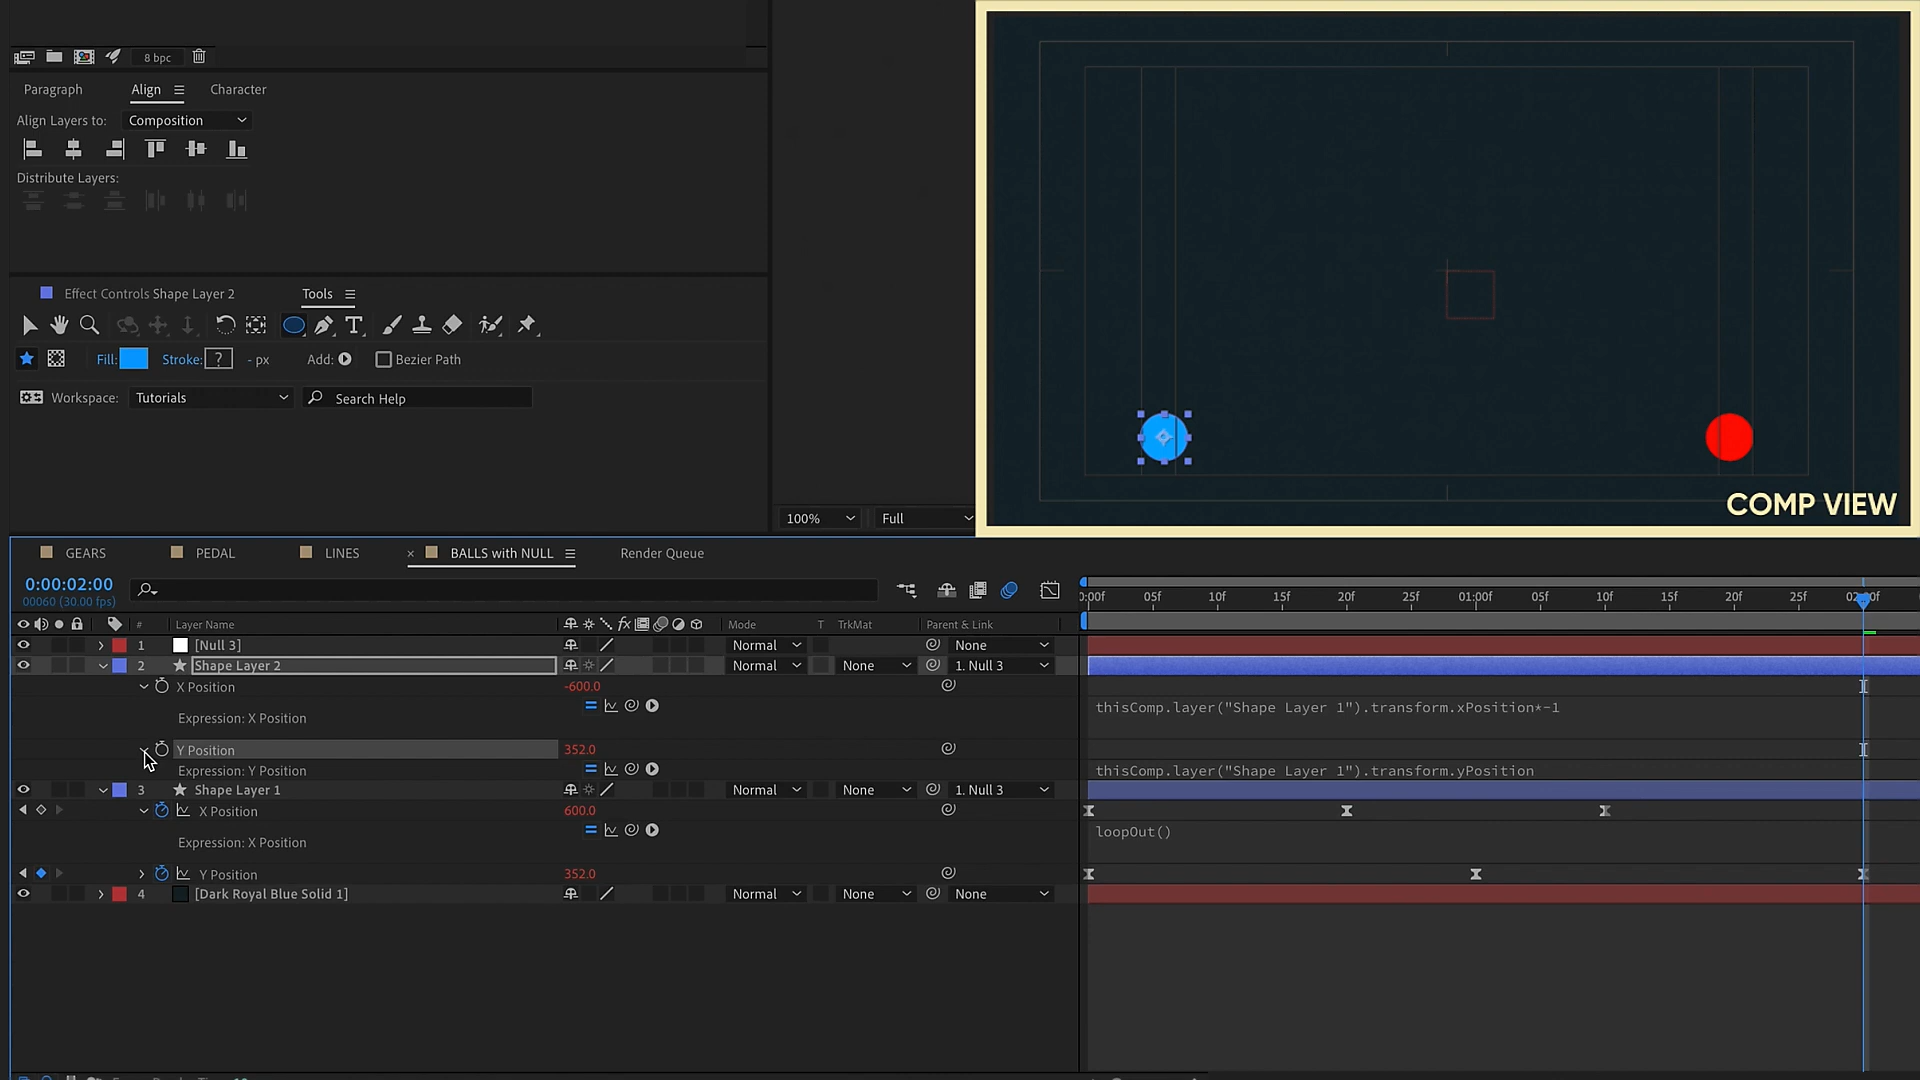 8 bpc
Paragraph Align Character
Align Layers to: Composition
Distribute Layers:
Effect Controls Shape Layer 2 Tools
Fill: Stroke: ? - px Add: Bezier Path
Workspace: Tutorials Search Help
COMP VIEW
100% Full
GEARS PEDAL LINES × BALLS with NULL Render Queue
0:00:02:00
00060 (30.00 fps)
0:00f 05f 10f 15f 20f 25f 01:00f 05f 10f 15f 20f 25f 02:00f
# Layer Name fx Mode T TrkMat Parent & Link
1 [Null 3] Normal None
2 Shape Layer 2 Normal None 1. Null 3
X Position -600.0
Expression: X Position thisComp.layer("Shape Layer 1").transform.xPosition*-1
Y Position 352.0
Expression: Y Position thisComp.layer("Shape Layer 1").transform.yPosition
3 Shape Layer 1 Normal None 1. Null 3
X Position 600.0
Expression: X Position loopOut()
Y Position 352.0
4 [Dark Royal Blue Solid 1] Normal None None